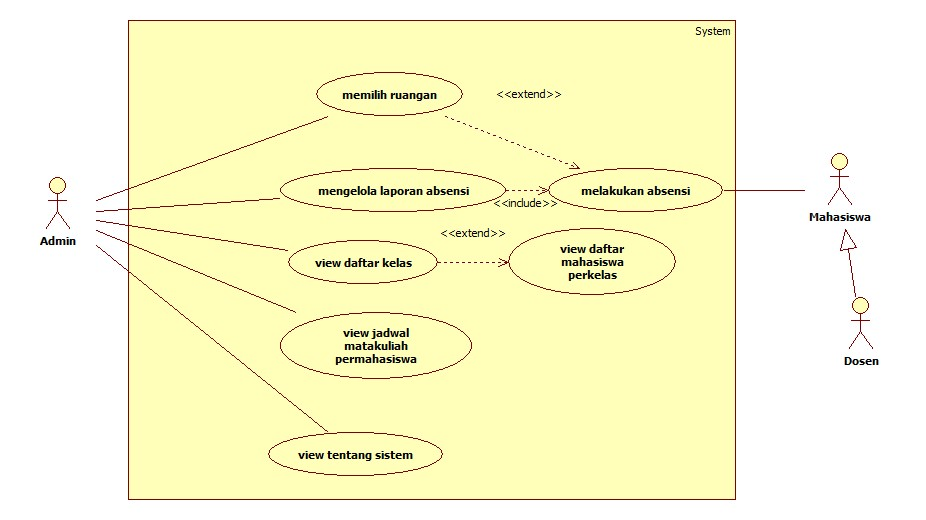 System
memilih ruangan
<<extend>>
mengelola laporan absensi
melakukan absensi
<<include>>
Mahasiswa
Admin
<<extend>>
view daftar kelas
view daftar
mahasiswa
perkelas
view jadwal
matakuliah
permahasiswa
Dosen
view tentang sistem